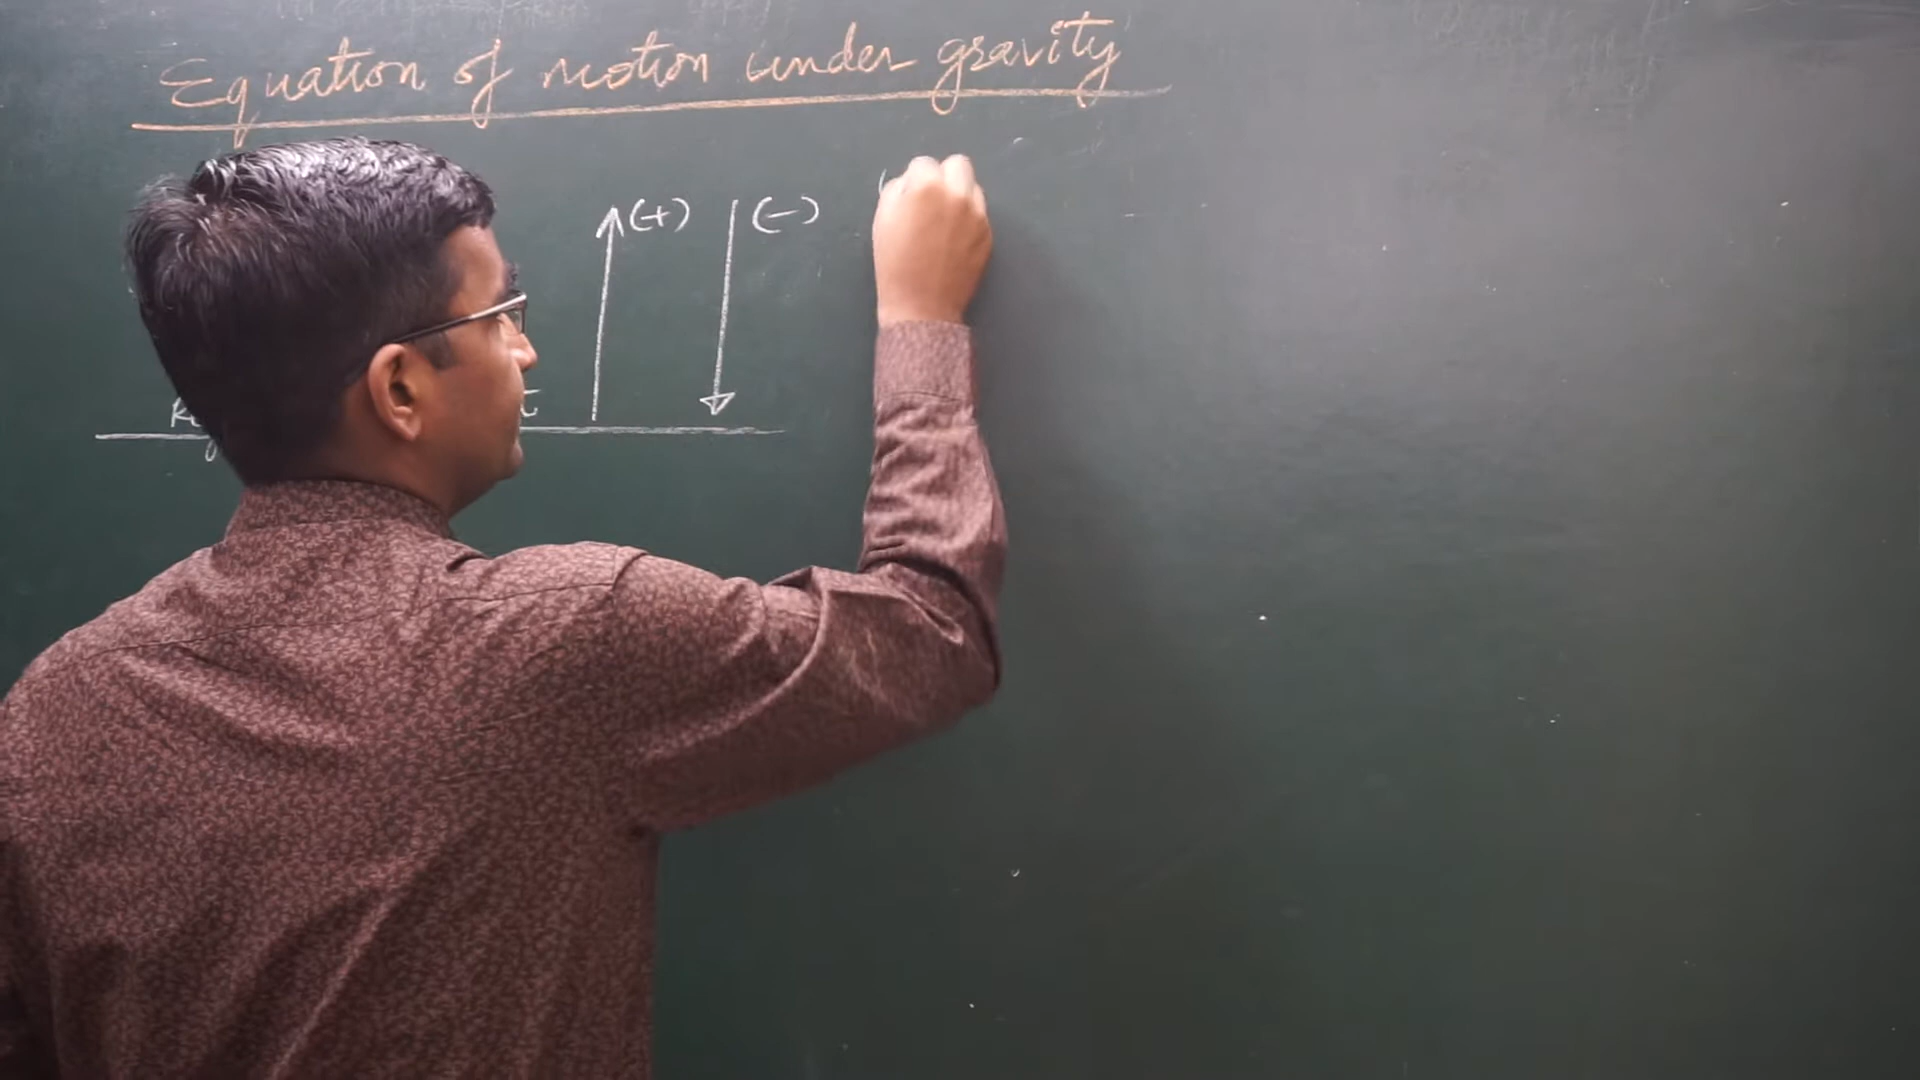 Equation of motion under gravity
(+) (-)